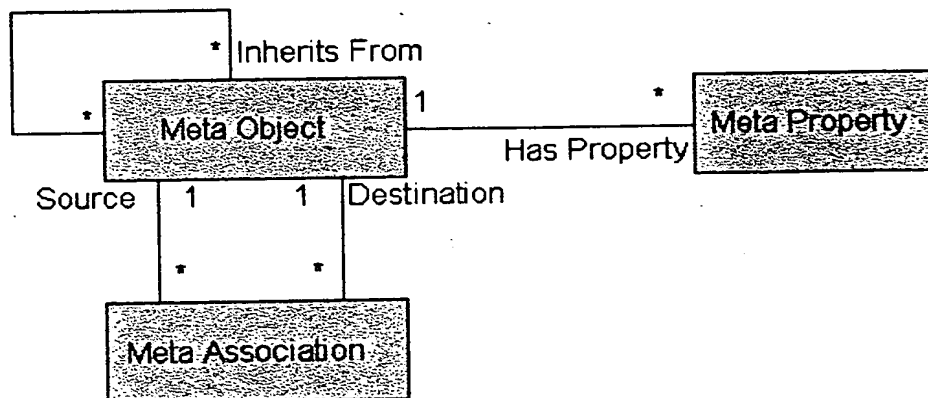 * Inherits From
*
Meta Object
1
*
Meta Property
Has Property
Source 1 1 Destination
* *
Meta Association